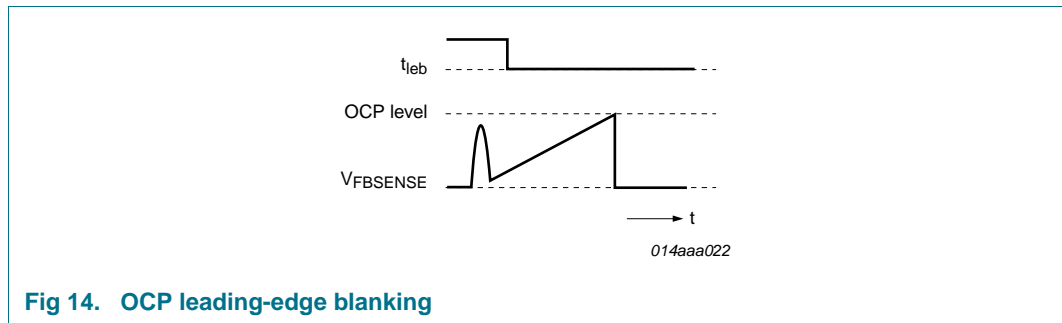 t_leb
OCP level
V_FBSENSE
t
014aaa022
Fig 14. OCP leading-edge blanking